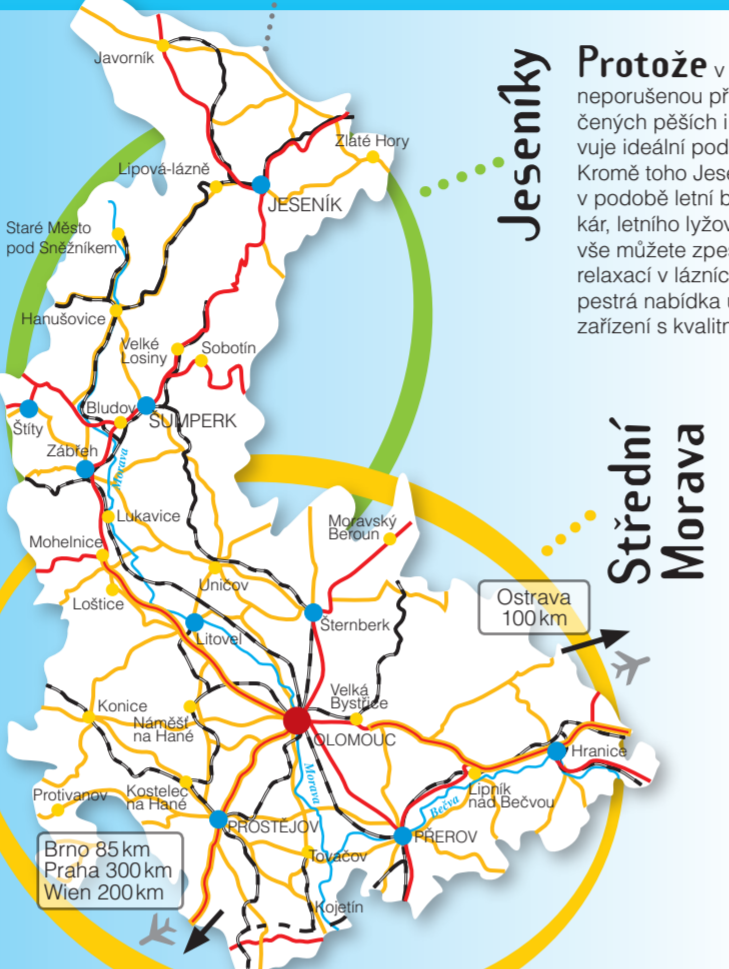 Javorník
Zlaté Hory
Lipová-lázně
JESENÍK
Staré Město
pod Sněžníkem
Hanušovice
Velké
Losiny
Sobotín
Štíty
Bludov
ŠUMPERK
Zábřeh
Morava
Lukavice
Mohelnice
Moravský
Beroun
Loštice
Uničov
Litovel
Šternberk
Ostrava
100 km
Konice
Náměšť
na Hané
Velká
Bystřice
OLOMOUC
Hranice
Lipník
nad Bečvou
Protivanov
Kostelec
na Hané
Morava
Bečva
PROSTĚJOV
PŘEROV
Tovačov
Kojetín
Brno 85 km
Praha 300 km
Wien 200 km
Jeseníky
Protože v
neporušenou př
čených pěších i
vuje ideální pod
Kromě toho Jese
v podobě letní b
kár, letního lyžov
vše můžete zpes
relaxací v lázníc
pestrá nabídka u
zařízení s kvalitn
Střední
Morava